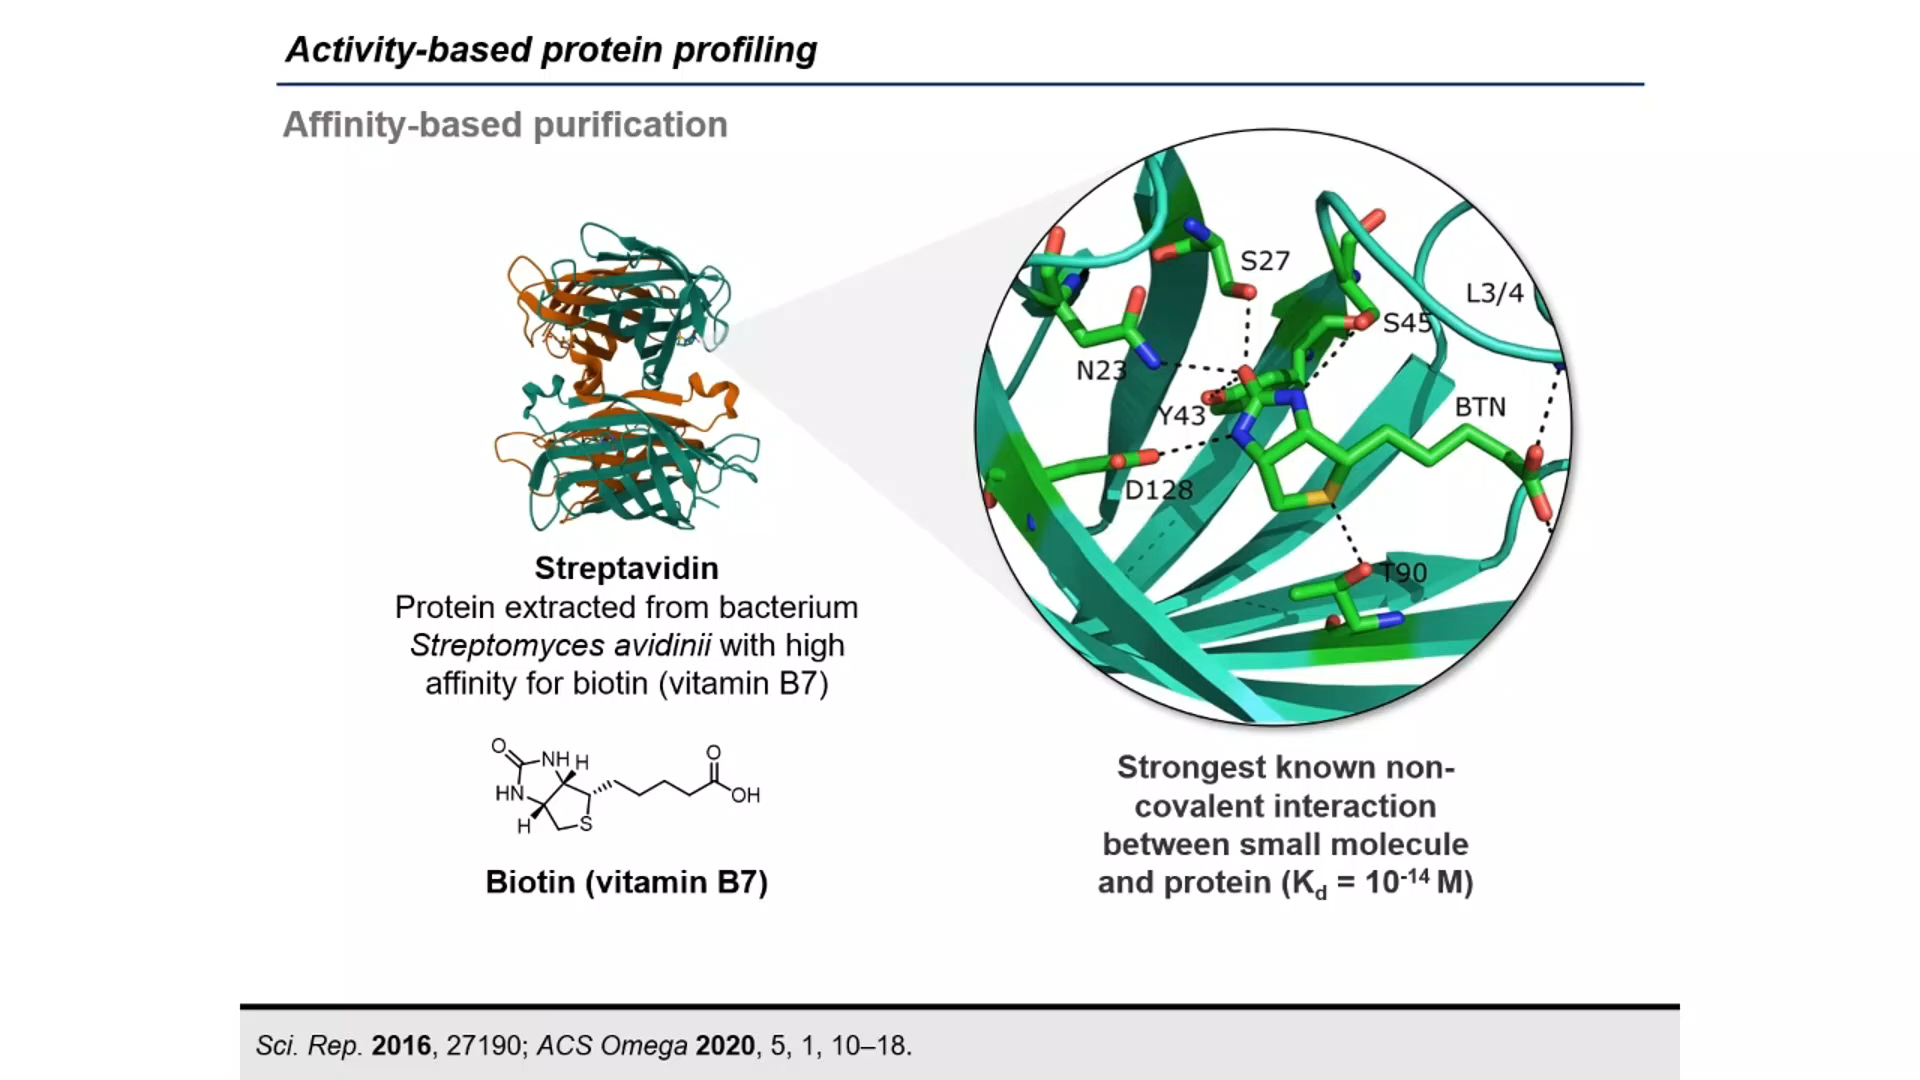 Activity-based protein profiling
Affinity-based purification
S27
L3/4
S45
N23
Y43
BTN
D128
T90
Streptavidin
Protein extracted from bacterium
Streptomyces avidinii with high
affinity for biotin (vitamin B7)
O
NH
H
HN
H
S
O
OH
Biotin (vitamin B7)
Strongest known non-
covalent interaction
between small molecule
and protein (Kd = 10-14 M)
Sci. Rep. 2016, 27190; ACS Omega 2020, 5, 1, 10–18.